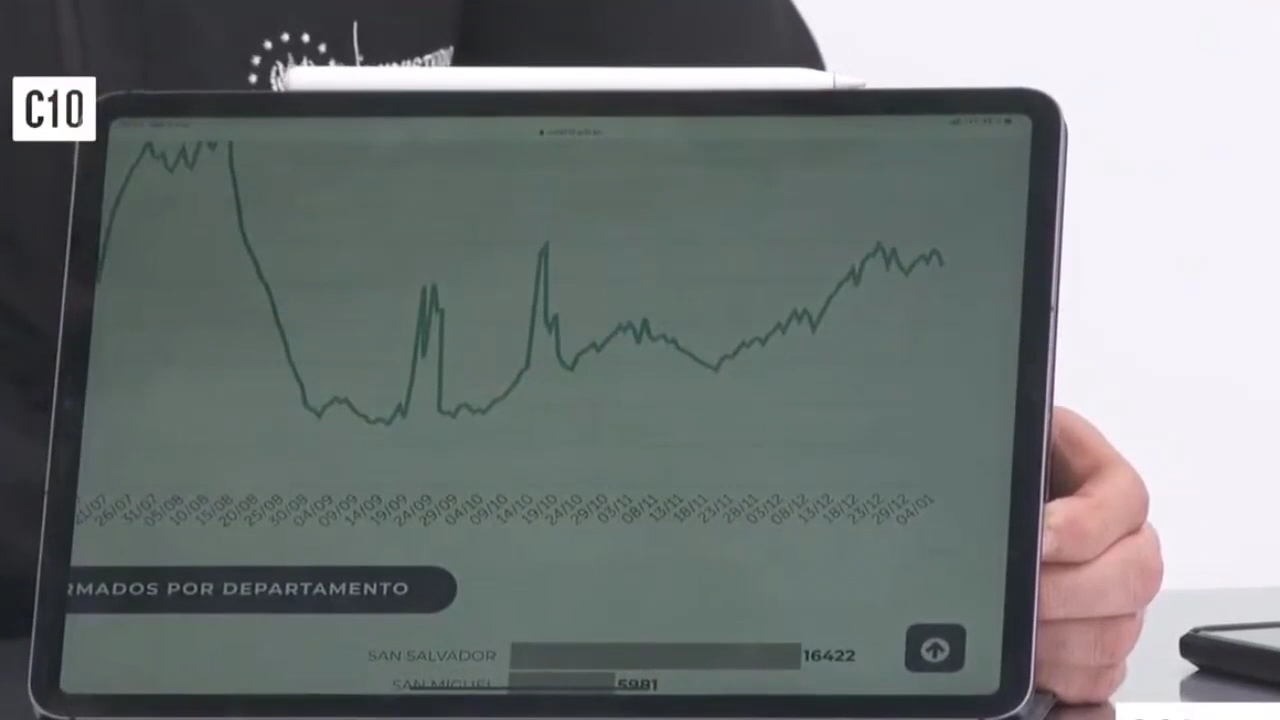 C10
21/07 26/07 31/07 05/08 10/08 15/08 20/08 25/08 30/08 04/09 09/09 14/09 19/09 24/09 29/09 04/10 09/10 14/10 19/10 24/10 29/10 03/11 08/11 13/11 18/11 23/11 28/11 03/12 08/12 13/12 18/12 23/12 29/12 04/01
RMADOS POR DEPARTAMENTO
SAN SALVADOR 16422
SAN MIGUEL 5981